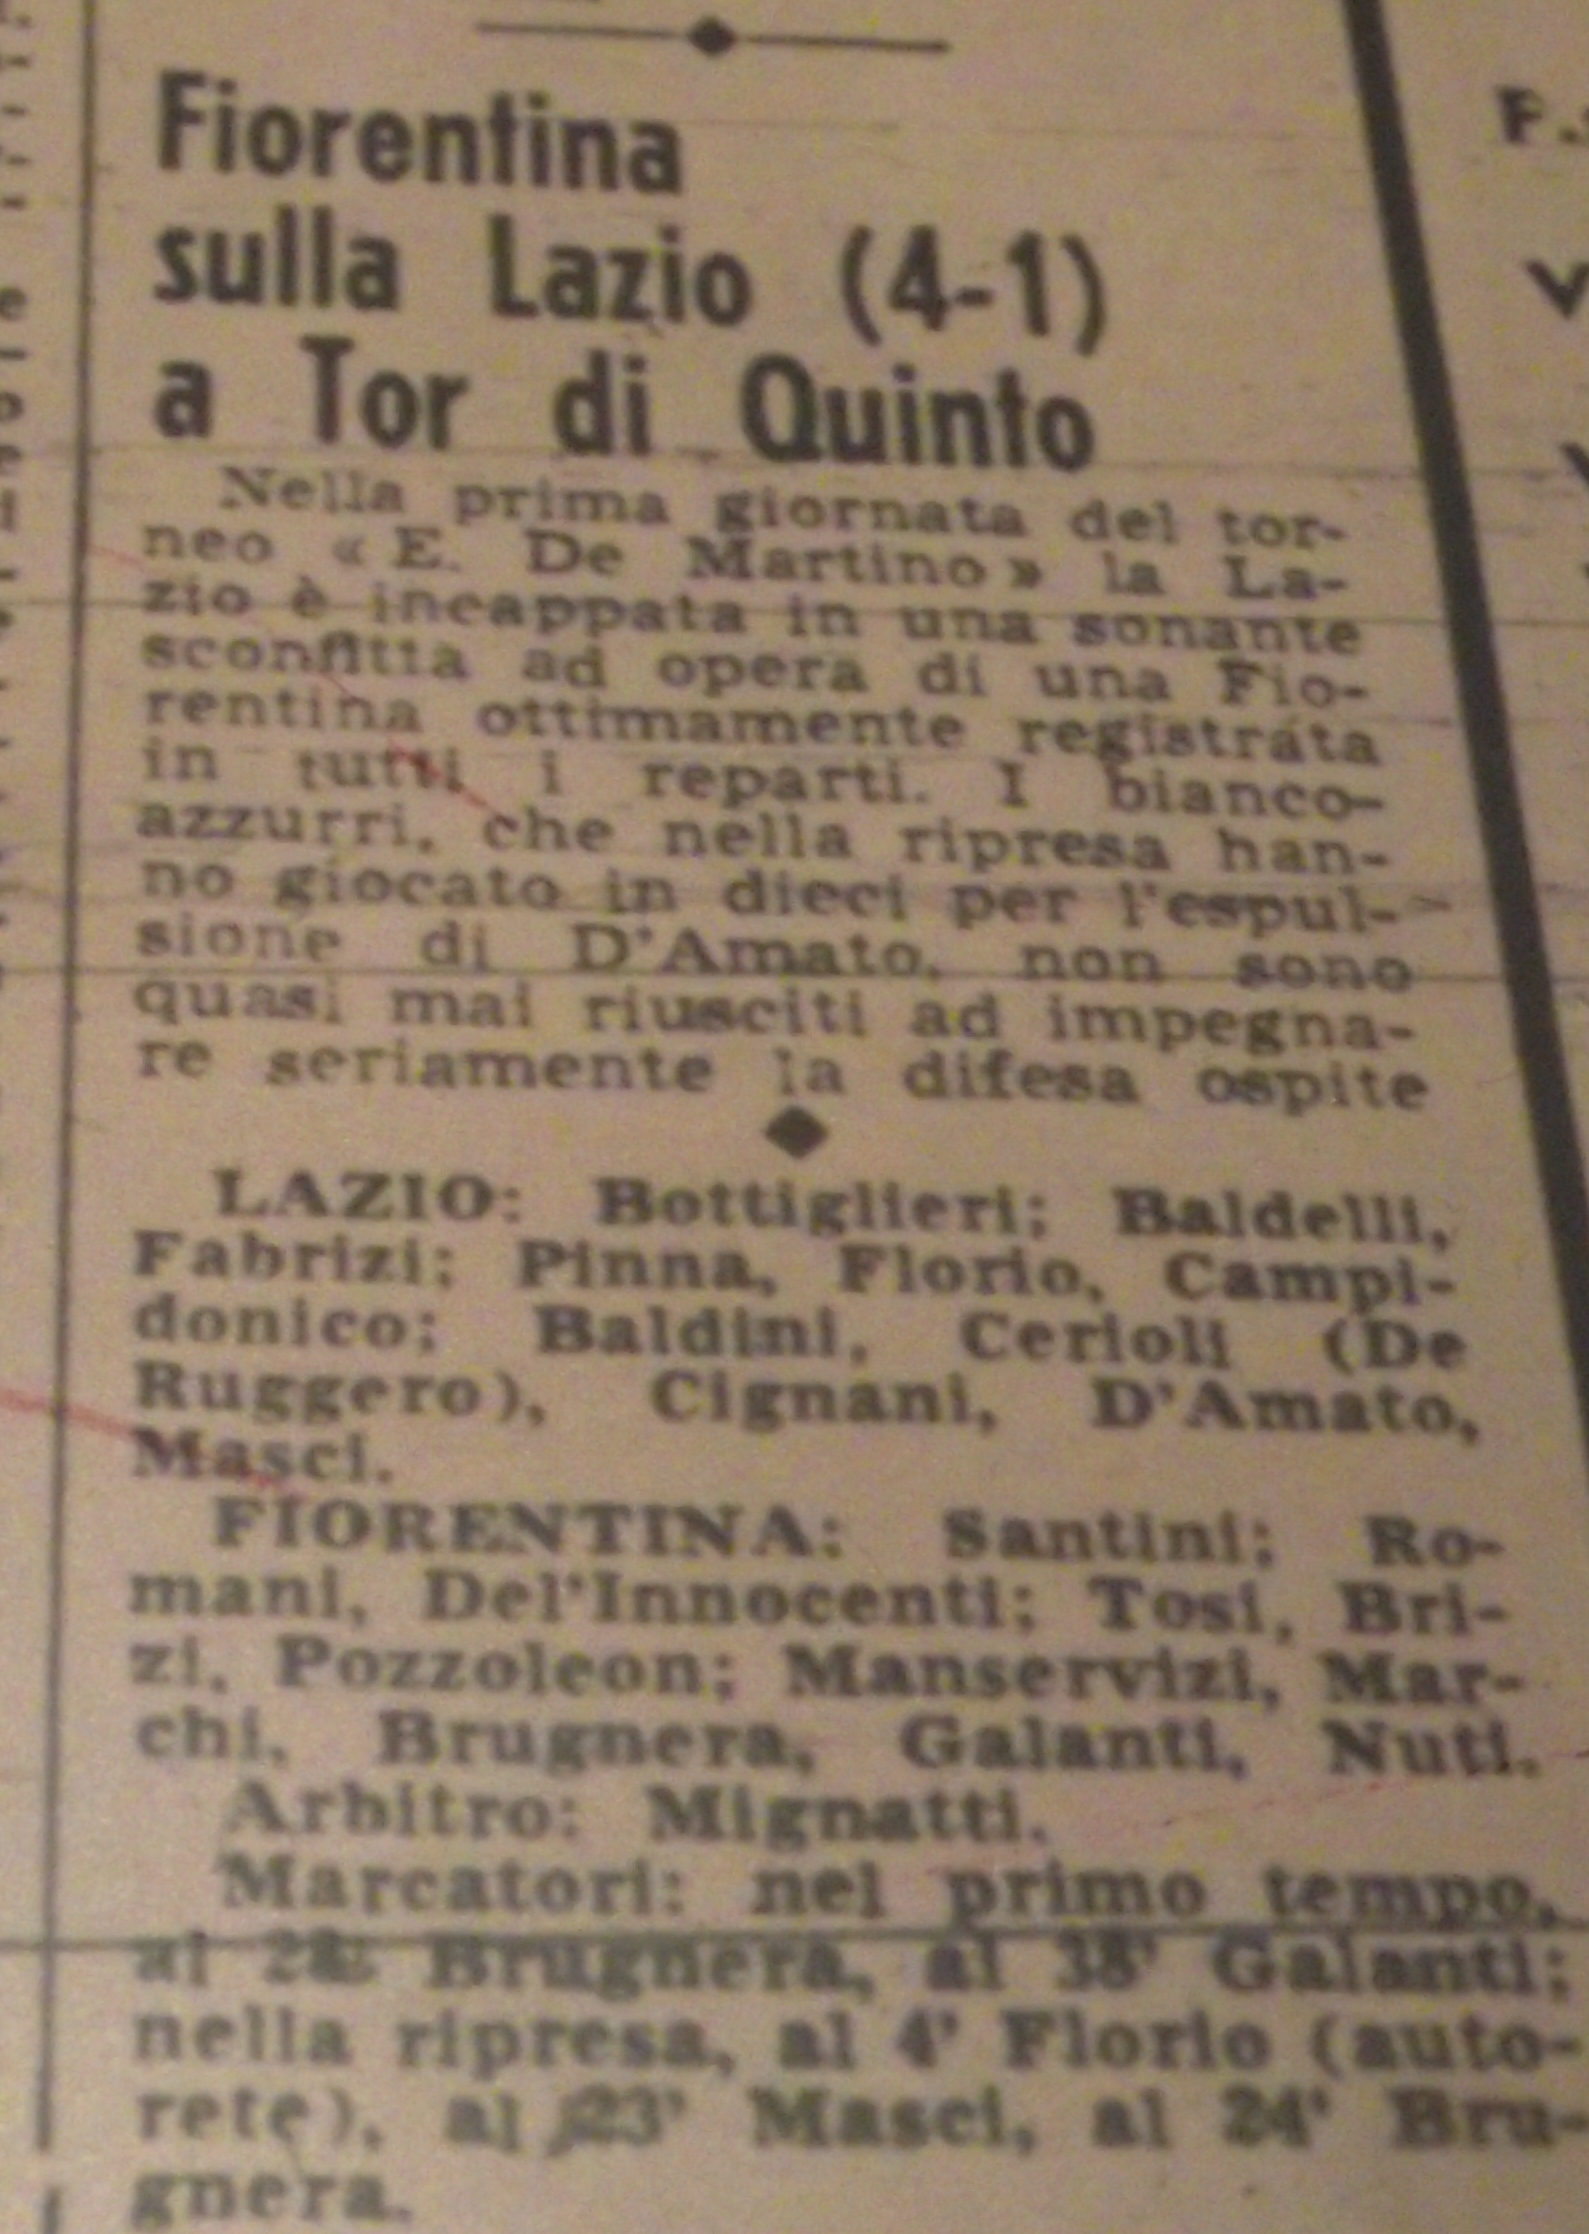 Fiorentina
sulla Lazio (4-1)
a Tor di Quinto
Nella prima giornata del tor-
neo « E. De Martino » la La-
zio è incappata in una sonante
sconfitta ad opera di una Fio-
rentina ottimamente registrata
in tutti i reparti. I bianco-
azzurri, che nella ripresa han-
no giocato in dieci per l'espul-
sione di D'Amato, non sono
quasi mai riusciti ad impegna-
re seriamente la difesa ospite
LAZIO: Bottiglieri; Baldelli,
Fabrizi; Pinna, Florio, Campi-
donico; Baldini, Cerioli (De
Ruggero), Cignani, D'Amato,
Masci.
FIORENTINA: Santini; Ro-
mani, Del'Innocenti; Tosi, Bri-
zi, Pozzoleon; Manservizi, Mar-
chi, Brugnera, Galanti, Nuti.
Arbitro: Mignatti.
Marcatori: nel primo tempo,
al Brugnera, al 38' Galanti;
nella ripresa, al 4' Florio (auto-
rete), al 23' Masci, al 24' Bru-
gnera.